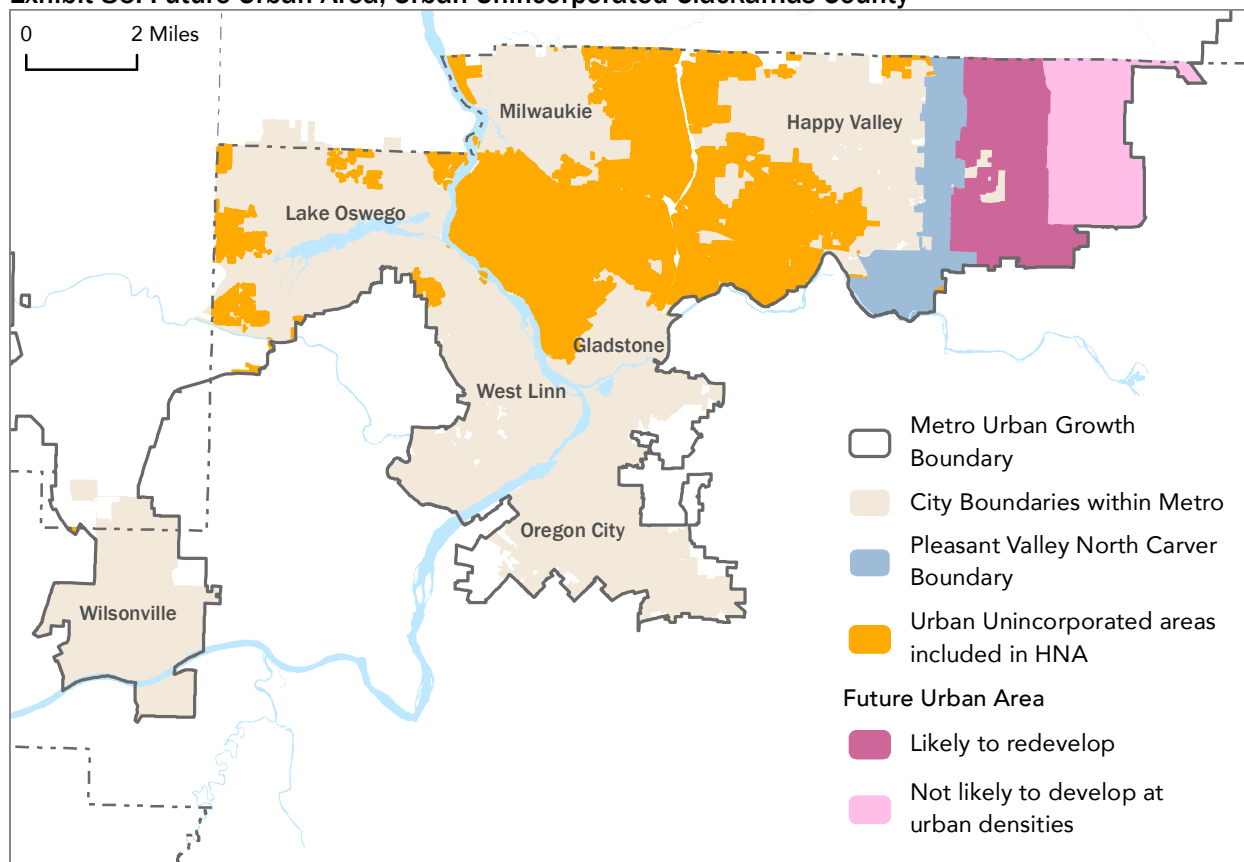 0 2 Miles
Milwaukie
Happy Valley
Lake Oswego
Gladstone
West Linn
Oregon City
Wilsonville
Metro Urban Growth
Boundary
City Boundaries within Metro
Pleasant Valley North Carver
Boundary
Urban Unincorporated areas
included in HNA
Future Urban Area
Likely to redevelop
Not likely to develop at
urban densities